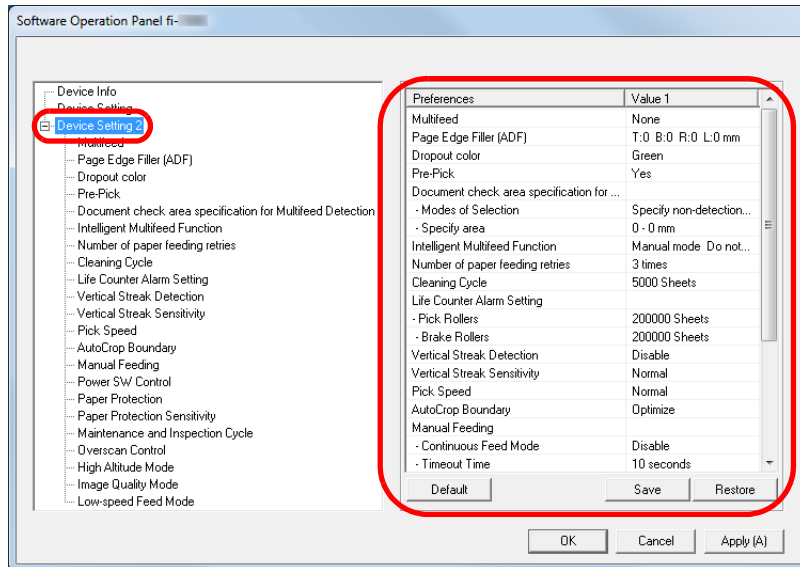 Software Operation Panel fi-
Device Info
Device Setting
Device Setting 2
Multifeed
Page Edge Filler (ADF)
Dropout color
Pre-Pick
Document check area specification for Multifeed Detection
Intelligent Multifeed Function
Number of paper feeding retries
Cleaning Cycle
Life Counter Alarm Setting
Vertical Streak Detection
Vertical Streak Sensitivity
Pick Speed
AutoCrop Boundary
Manual Feeding
Power SW Control
Paper Protection
Paper Protection Sensitivity
Maintenance and Inspection Cycle
Overscan Control
High Altitude Mode
Image Quality Mode
Low-speed Feed Mode
Preferences Value 1
Multifeed None
Page Edge Filler (ADF) T:0 B:0 R:0 L:0 mm
Dropout color Green
Pre-Pick Yes
Document check area specification for ...
- Modes of Selection Specify non-detection...
- Specify area 0 - 0 mm
Intelligent Multifeed Function Manual mode Do not...
Number of paper feeding retries 3 times
Cleaning Cycle 5000 Sheets
Life Counter Alarm Setting
- Pick Rollers 200000 Sheets
- Brake Rollers 200000 Sheets
Vertical Streak Detection Disable
Vertical Streak Sensitivity Normal
Pick Speed Normal
AutoCrop Boundary Optimize
Manual Feeding
- Continuous Feed Mode Disable
- Timeout Time 10 seconds
Default Save Restore
OK Cancel Apply (A)